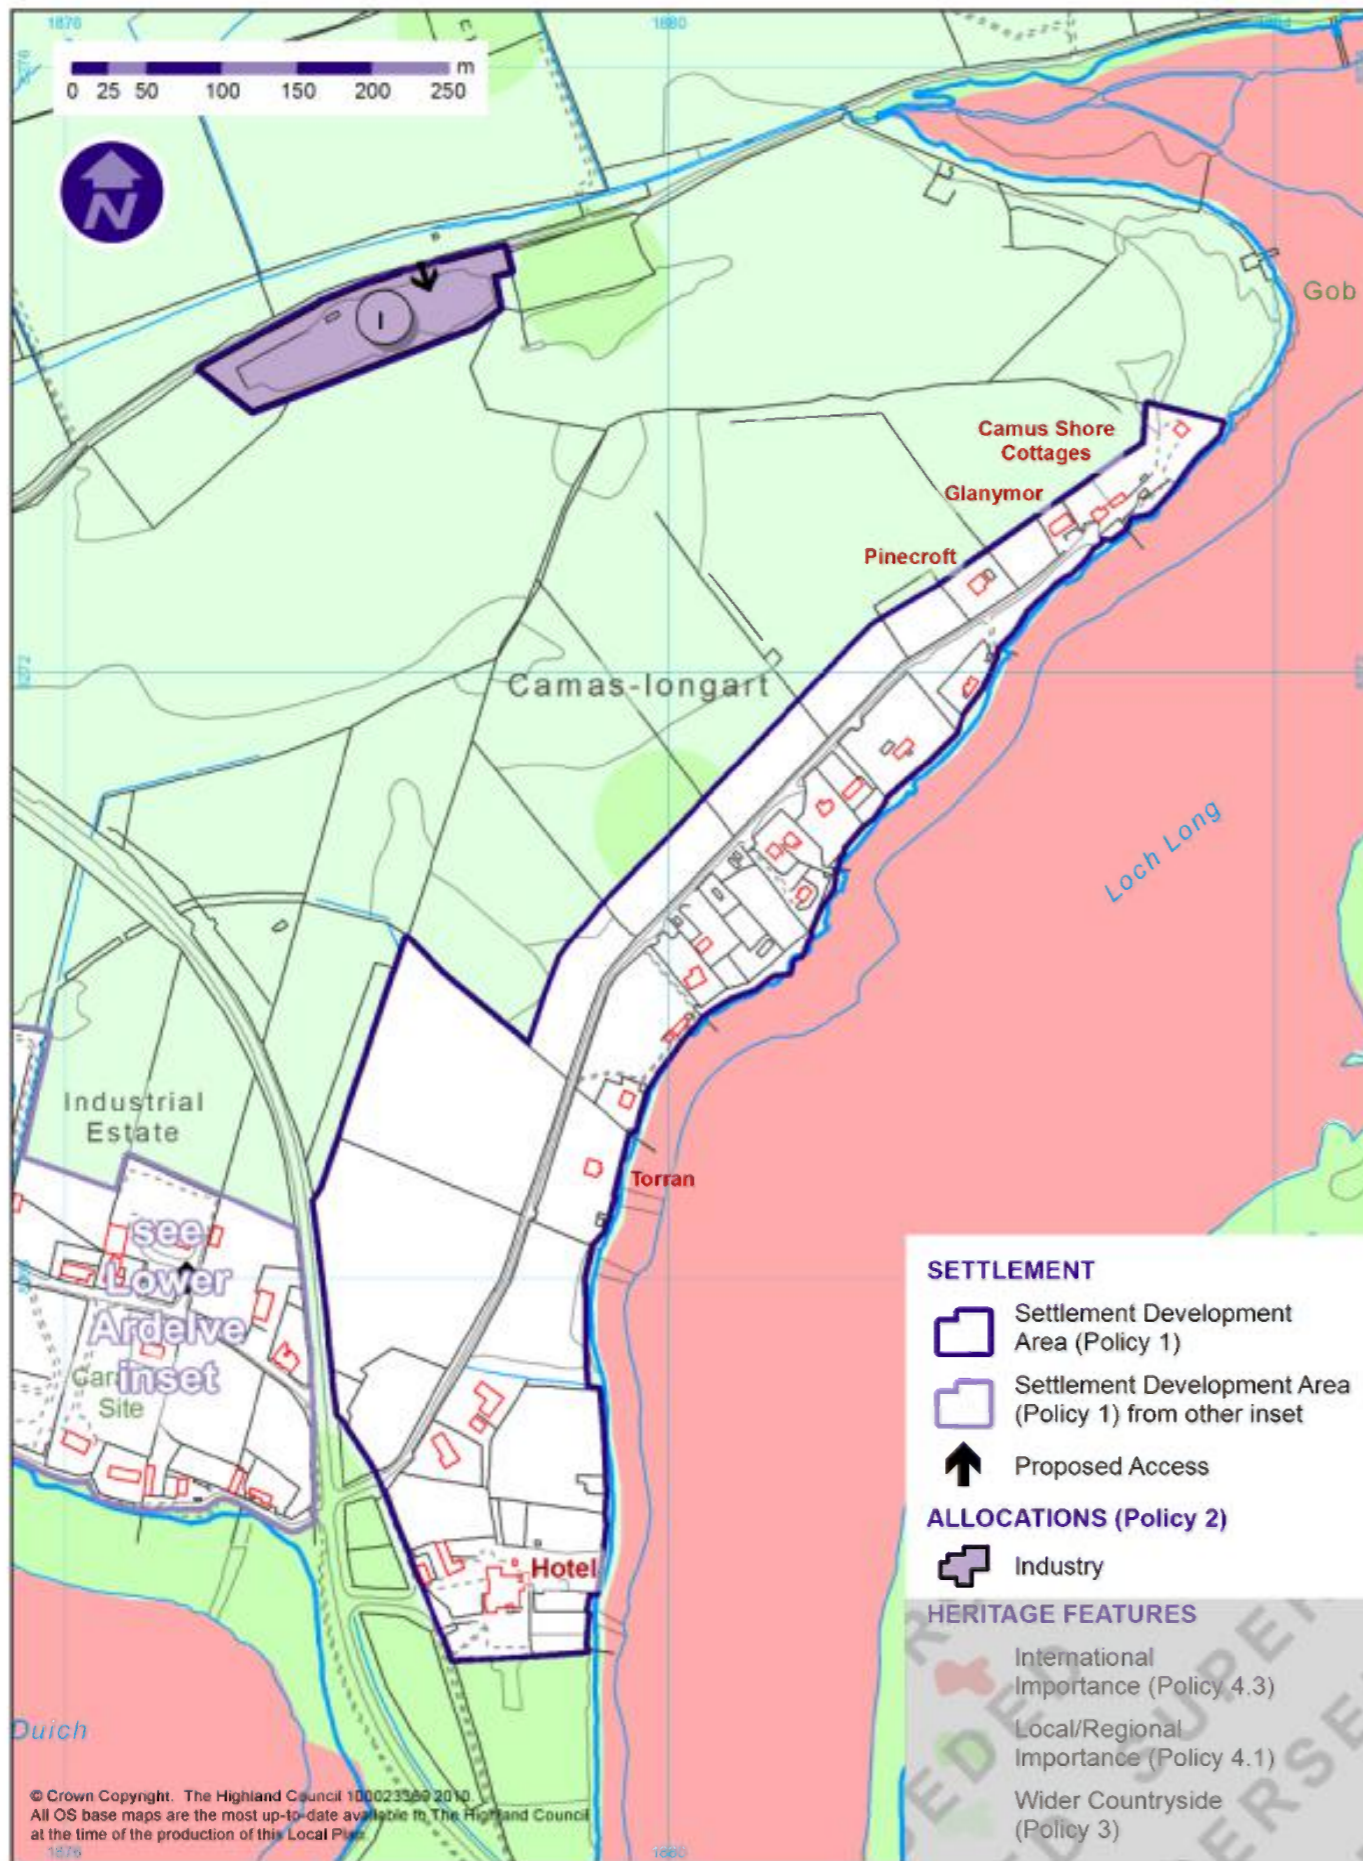 1876
1880
m
0 25 50 100 150 200 250
N
I
Gob
Camus Shore
Cottages
Glanymor
Pinecroft
Camas-longart
Loch Long
Industrial
Estate
Torran
see
Lower
Ardelve
inset
Site
Hotel
Duich
SETTLEMENT
Settlement Development
Area (Policy 1)
Settlement Development Area
(Policy 1) from other inset
Proposed Access
ALLOCATIONS (Policy 2)
Industry
HERITAGE FEATURES
International
Importance (Policy 4.3)
Local/Regional
Importance (Policy 4.1)
Wider Countryside
(Policy 3)
© Crown Copyright. The Highland Council 100023369 2010.
All OS base maps are the most up-to-date available to The Highland Council
at the time of the production of this Local Plan
1876
1880